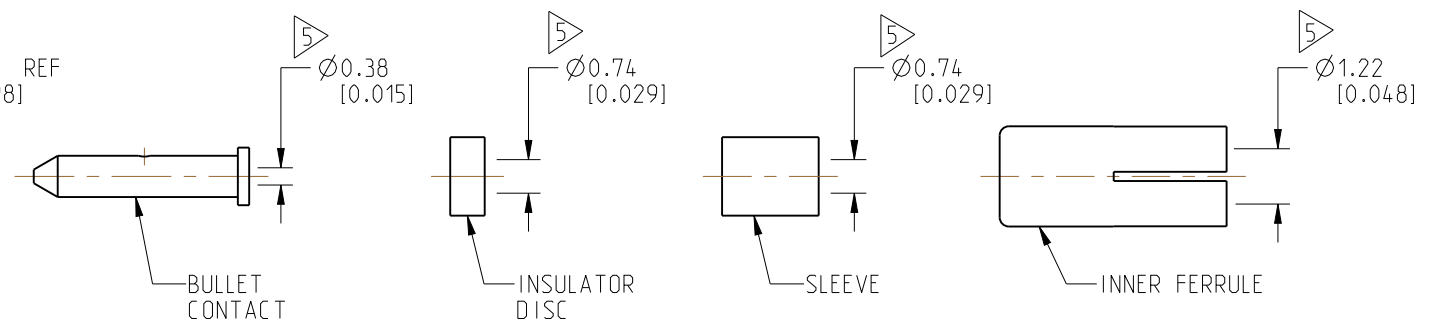 REF
8]
5
Ø0.38
[0.015]
5
Ø0.74
[0.029]
5
Ø0.74
[0.029]
5
Ø1.22
[0.048]
BULLET
CONTACT
INSULATOR
DISC
SLEEVE
INNER FERRULE